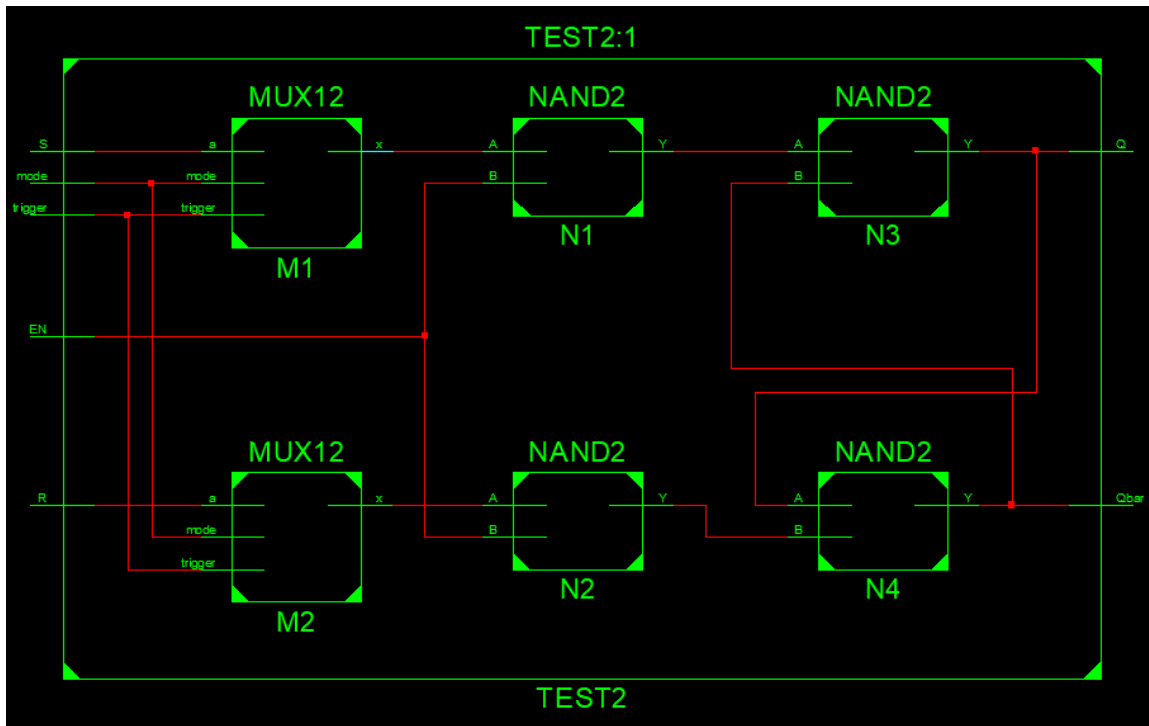 TEST2:1
MUX12 NAND2 NAND2
S a x A Y A Y Q
mode mode B B
trigger trigger
N1 N3
M1
EN
MUX12 NAND2 NAND2
R a x A Y A Y Qbar
mode B B
trigger
N2 N4
M2
TEST2